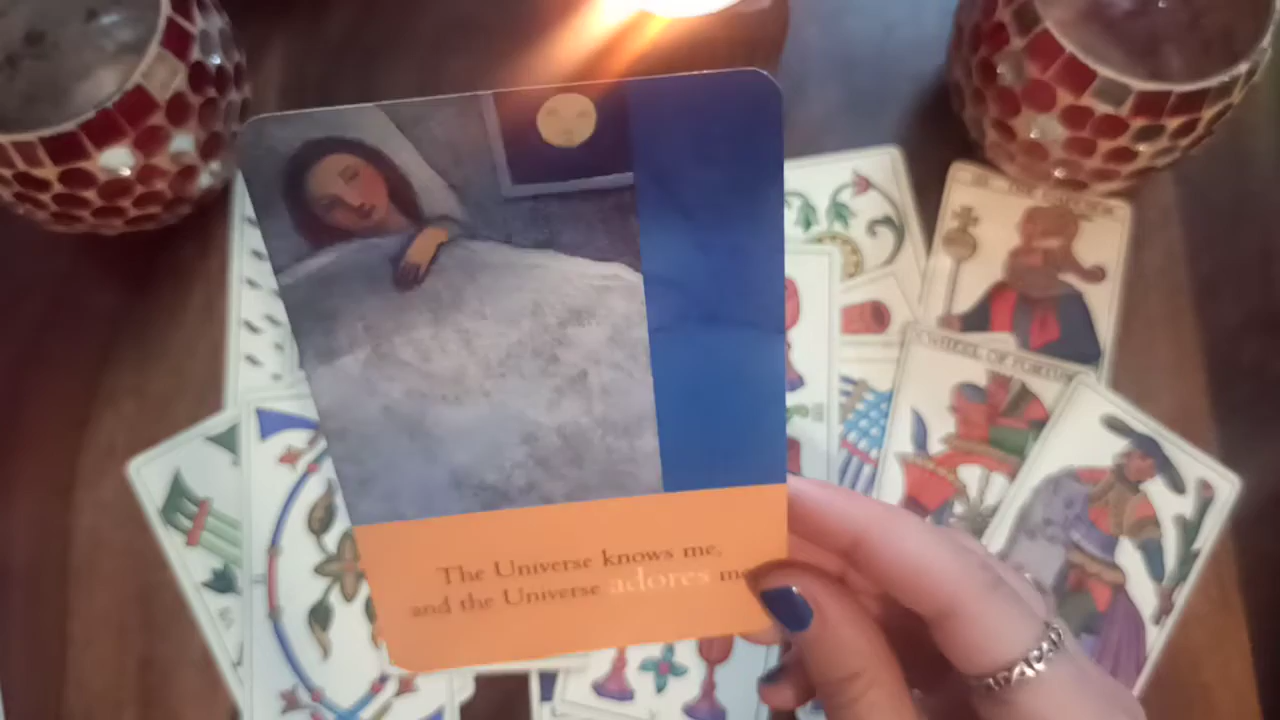 The Universe knows me,
and the Universe adores me
WHEEL OF FORTUNE